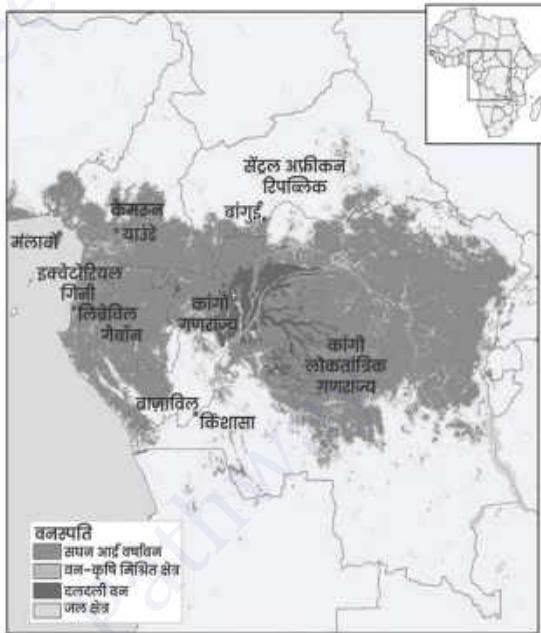 सेंट्रल अफ्रीकन
रिपब्लिक
केमरून
बांगुई
याउंदे
मलाबो
इक्वेटोरियल
गिनी
लिब्रेविल
गेबॉन
कांगो
गणराज्य
कांगो
लोकतांत्रिक
गणराज्य
ब्राज़ाविल
किंशासा
वनस्पति
सघन आर्द्र वर्षावन
वन-कृषि मिश्रित क्षेत्र
दलदली वन
जल क्षेत्र